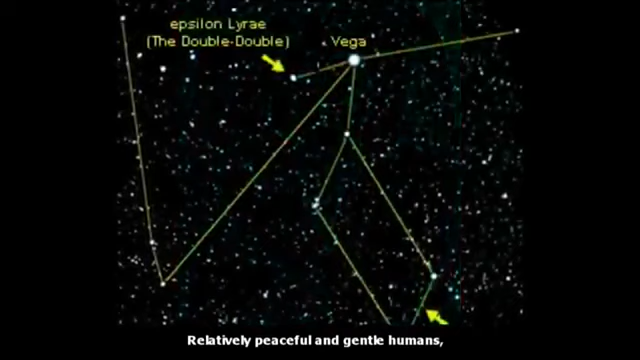 epsilon Lyrae
(The Double-Double)
Vega
Relatively peaceful and gentle humans,